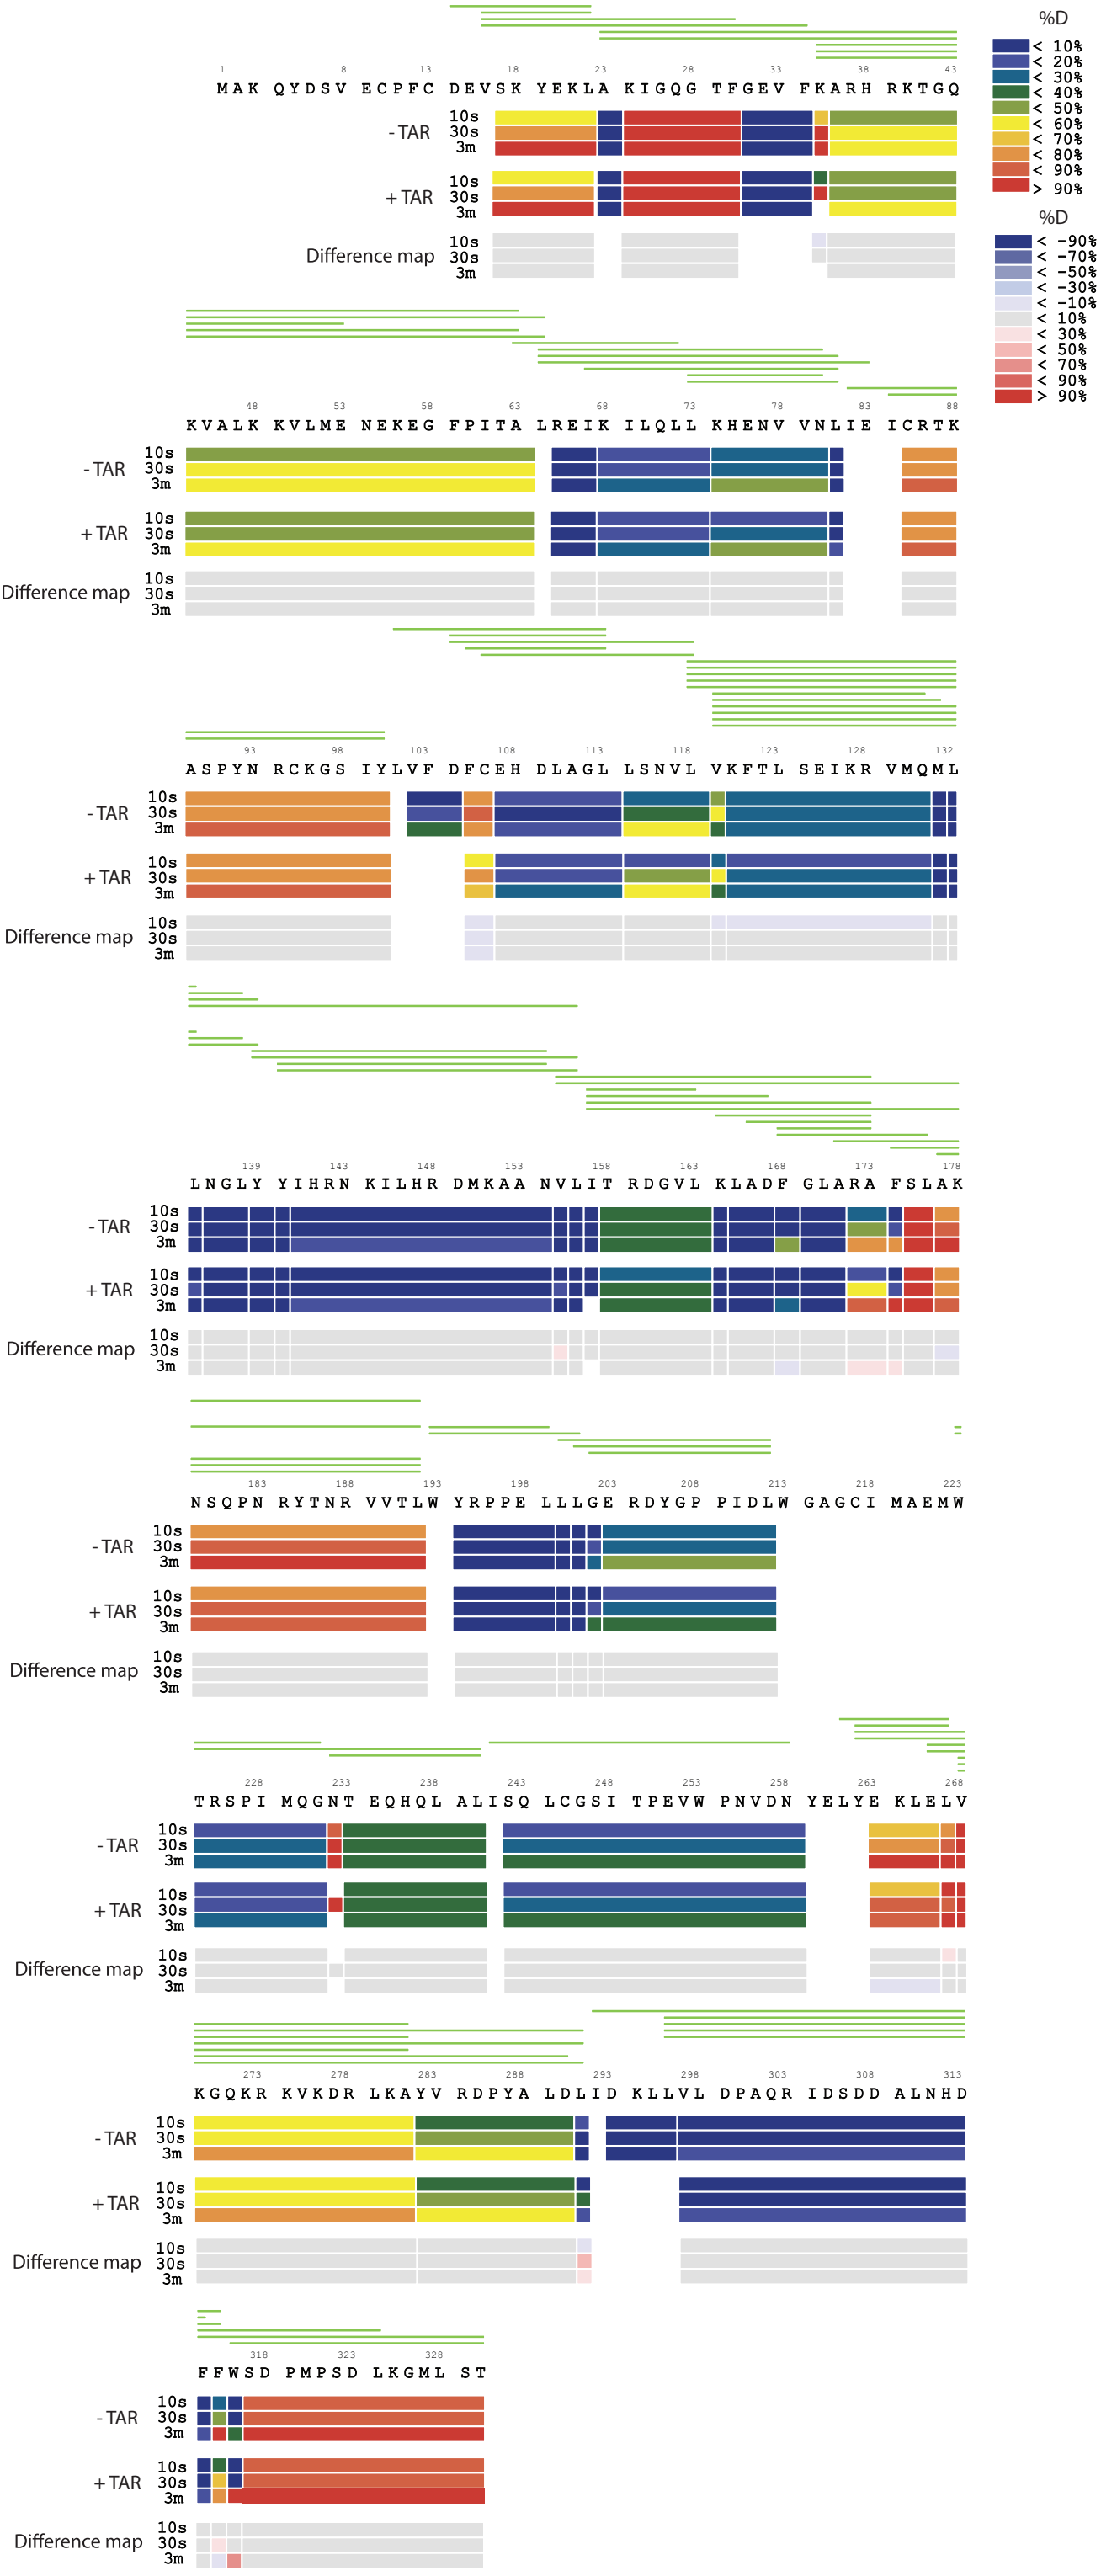 %D
< 10%
< 20%
< 30%
< 40%
< 50%
< 60%
< 70%
< 80%
< 90%
> 90%
%D
< -90%
< -70%
< -50%
< -30%
< -10%
< 10%
< 30%
< 50%
< 70%
< 90%
> 90%
1 8 13 18 23 28 33 38 43
MAK QYDSV ECPFC DEVSK YEKLA KIGQG TFGEV FKARH RKTGQ
- TAR 10s 30s 3m
+ TAR 10s 30s 3m
Difference map 10s 30s 3m
48 53 58 63 68 73 78 83 88
KVALK KVLME NEKEG FPITA LREIK ILQLL KHENV VNLIE ICRTK
- TAR 10s 30s 3m
+ TAR 10s 30s 3m
Difference map 10s 30s 3m
93 98 103 108 113 118 123 128 132
ASPYN RCKGS IYLVF DFCEH DLAGL LSNVL VKFTL SEIKR VMQML
- TAR 10s 30s 3m
+ TAR 10s 30s 3m
Difference map 10s 30s 3m
139 143 148 153 158 163 168 173 178
LNGLY YIHRN KILHR DMKAA NVLIT RDGVL KLADF GLARA FSLAK
- TAR 10s 30s 3m
+ TAR 10s 30s 3m
Difference map 10s 30s 3m
183 188 193 198 203 208 213 218 223
NSQPN RYTNR VVTLW YRPPE LLLGE RDYGP PIDLW GAGCI MAEMW
- TAR 10s 30s 3m
+ TAR 10s 30s 3m
Difference map 10s 30s 3m
228 233 238 243 248 253 258 263 268
TRSPI MQGNT EQHQL ALISQ LCGSI TPEVW PNVDN YELYE KLELV
- TAR 10s 30s 3m
+ TAR 10s 30s 3m
Difference map 10s 30s 3m
273 278 283 288 293 298 303 308 313
KGQKR KVKDR LKAYV RDPYA LDLID KLLVL DPAQR IDSDD ALNHD
- TAR 10s 30s 3m
+ TAR 10s 30s 3m
Difference map 10s 30s 3m
318 323 328
FFWSD PMPSD LKGML ST
- TAR 10s 30s 3m
+ TAR 10s 30s 3m
Difference map 10s 30s 3m